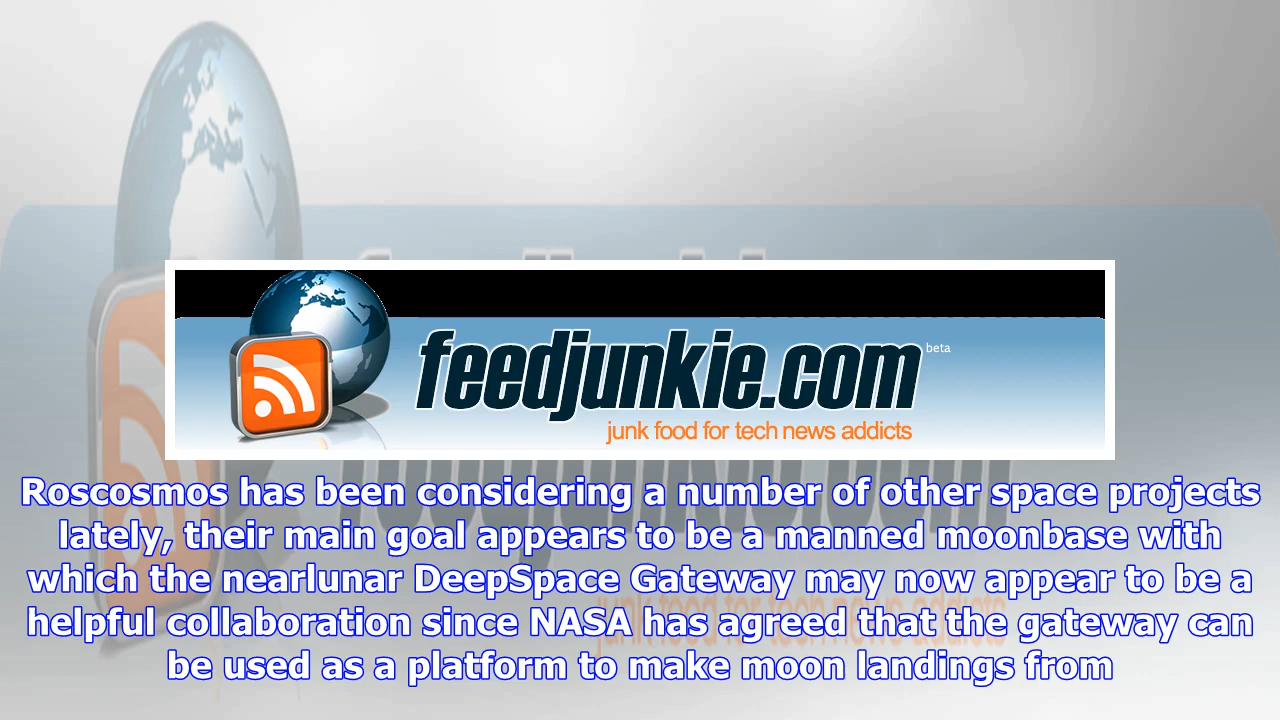 feedjunkie.com
beta
junk food for tech news addicts
Roscosmos has been considering a number of other space projects
lately, their main goal appears to be a manned moonbase with
which the nearlunar DeepSpace Gateway may now appear to be a
helpful collaboration since NASA has agreed that the gateway can
be used as a platform to make moon landings from